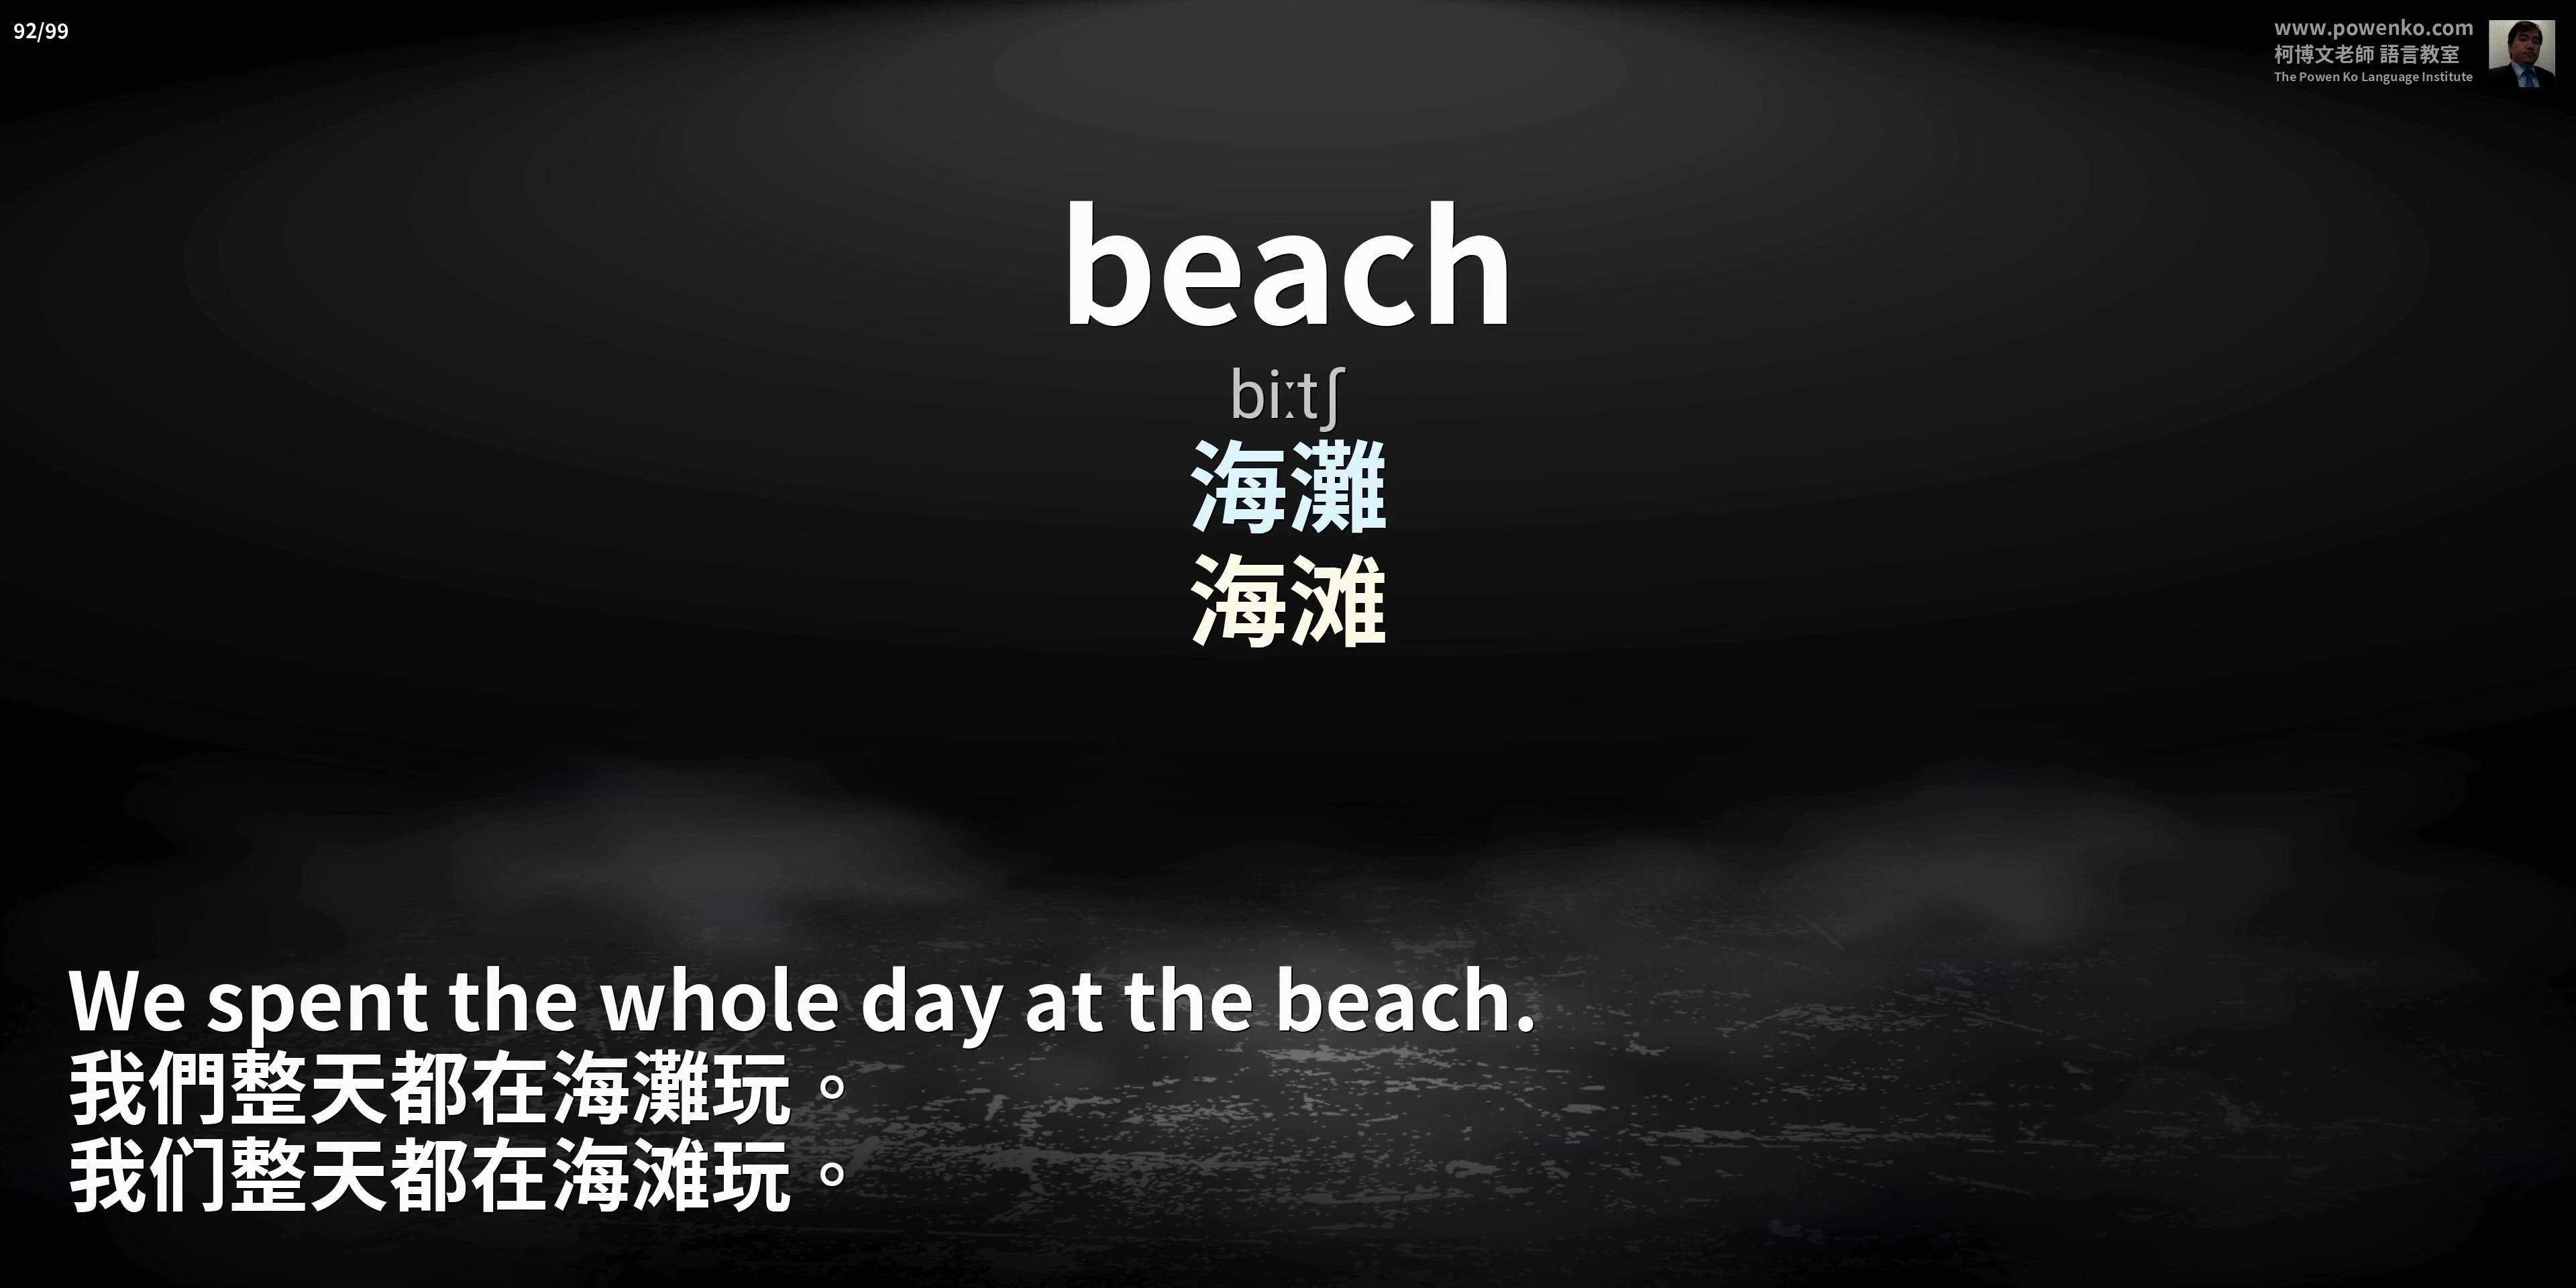 92/99
www.powenko.com
柯博文老師 語言教室
The Powen Ko Language Institute
beach
biːtʃ
海灘
海滩
We spent the whole day at the beach.
我們整天都在海灘玩。
我们整天都在海滩玩。